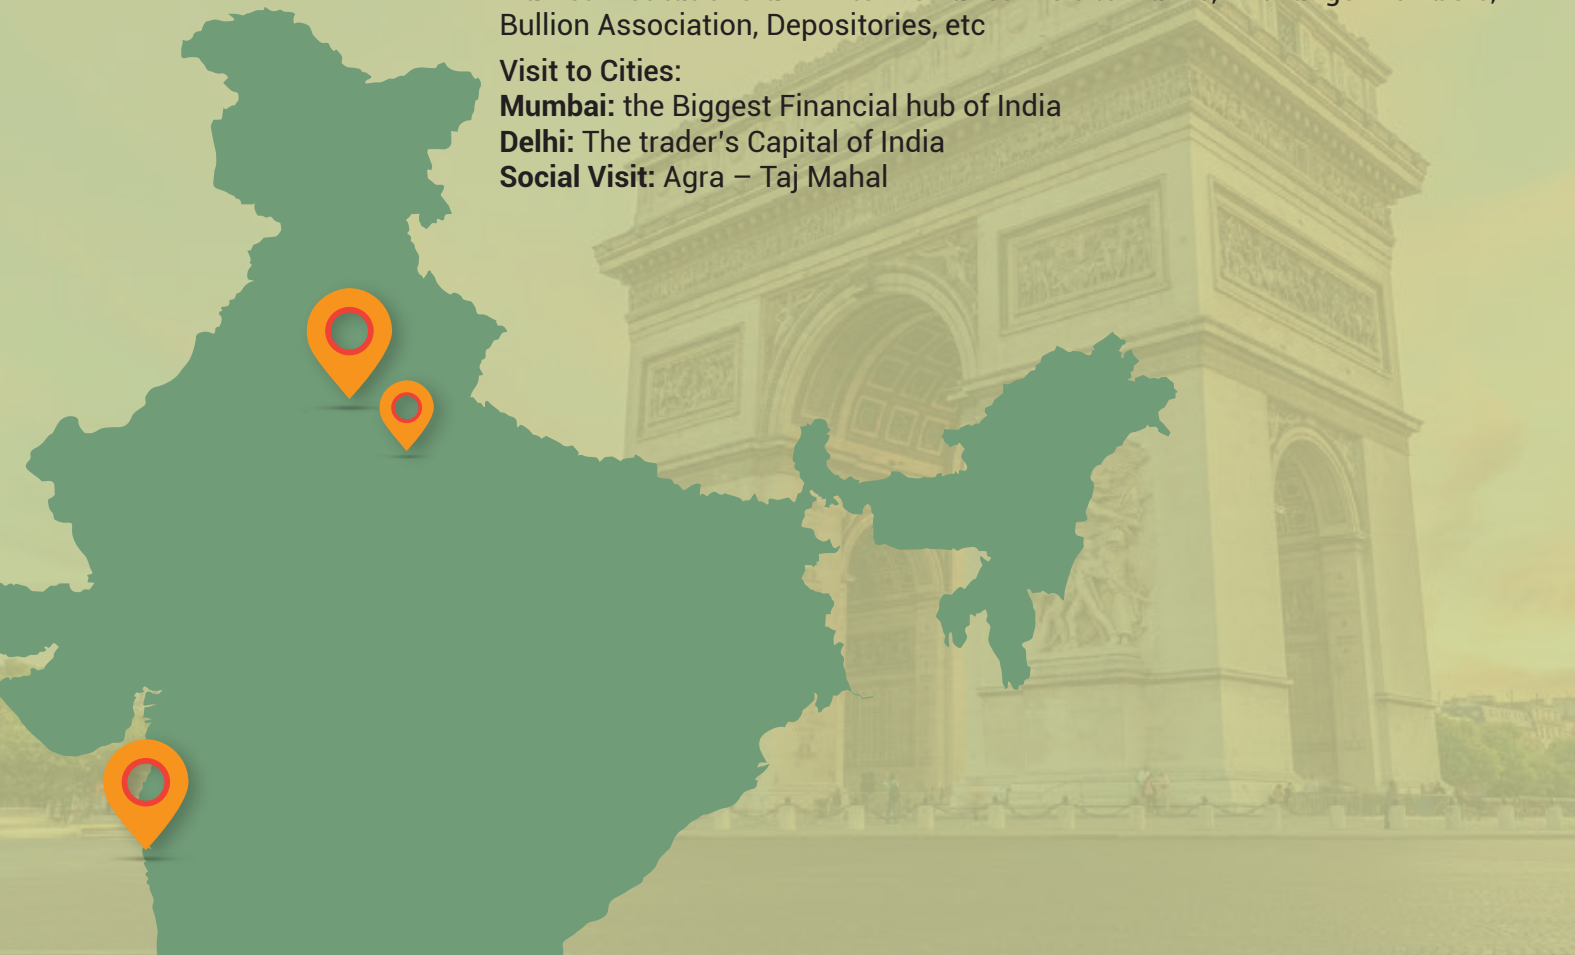 Bullion Association, Depositories, etc
Visit to Cities:
Mumbai: the Biggest Financial hub of India
Delhi: The trader's Capital of India
Social Visit: Agra – Taj Mahal